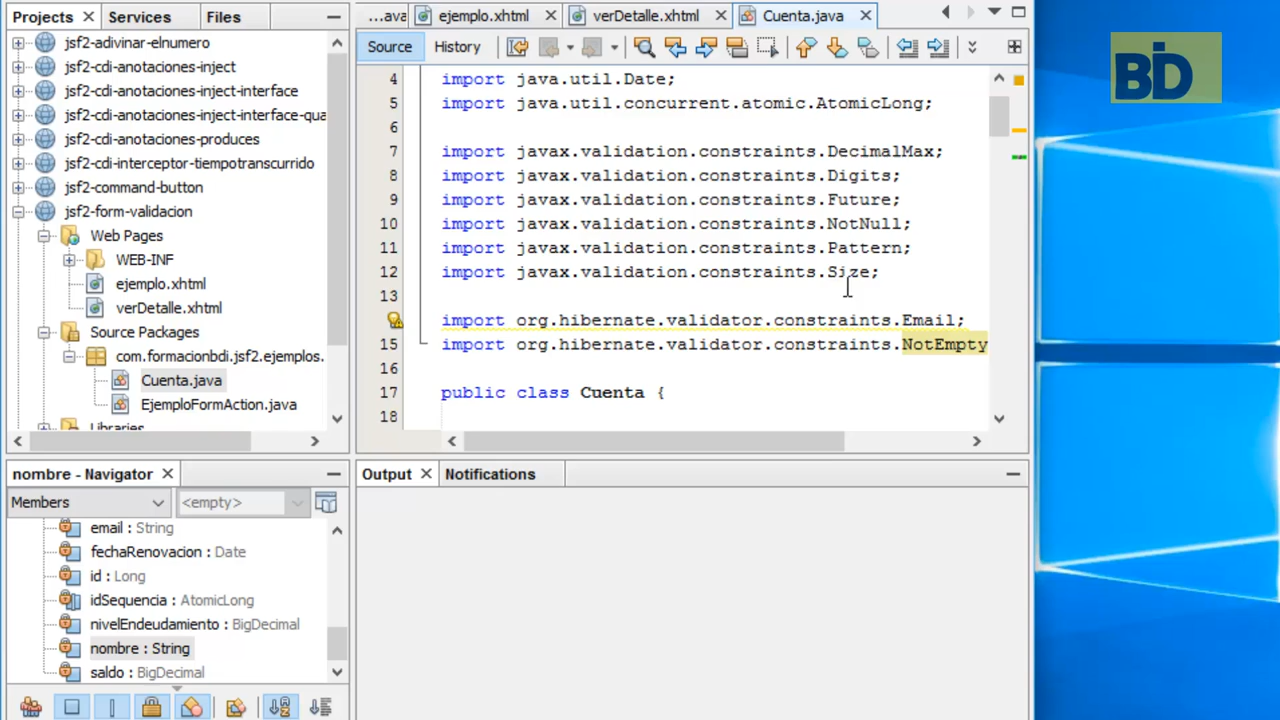 Projects
Services
Files
...ava
ejemplo.xhtml
verDetalle.xhtml
Cuenta.java
BiD
Source
History
jsf2-adivinar-elnumero
jsf2-cdi-anotaciones-inject
jsf2-cdi-anotaciones-inject-interface
jsf2-cdi-anotaciones-inject-interface-qua
jsf2-cdi-anotaciones-produces
jsf2-cdi-interceptor-tiempotranscurrido
jsf2-command-button
jsf2-form-validacion
Web Pages
WEB-INF
ejemplo.xhtml
verDetalle.xhtml
Source Packages
com.formacionbdi.jsf2.ejemplos.
Cuenta.java
EjemploFormAction.java
Libraries
4 import java.util.Date;
5 import java.util.concurrent.atomic.AtomicLong;
6
7 import javax.validation.constraints.DecimalMax;
8 import javax.validation.constraints.Digits;
9 import javax.validation.constraints.Future;
10 import javax.validation.constraints.NotNull;
11 import javax.validation.constraints.Pattern;
12 import javax.validation.constraints.Size;
13
import org.hibernate.validator.constraints.Email;
15 import org.hibernate.validator.constraints.NotEmpty
16
17 public class Cuenta {
18
nombre - Navigator
Members
<empty>
email : String
fechaRenovacion : Date
id : Long
idSequencia : AtomicLong
nivelEndeudamiento : BigDecimal
nombre : String
saldo : BigDecimal
Output
Notifications